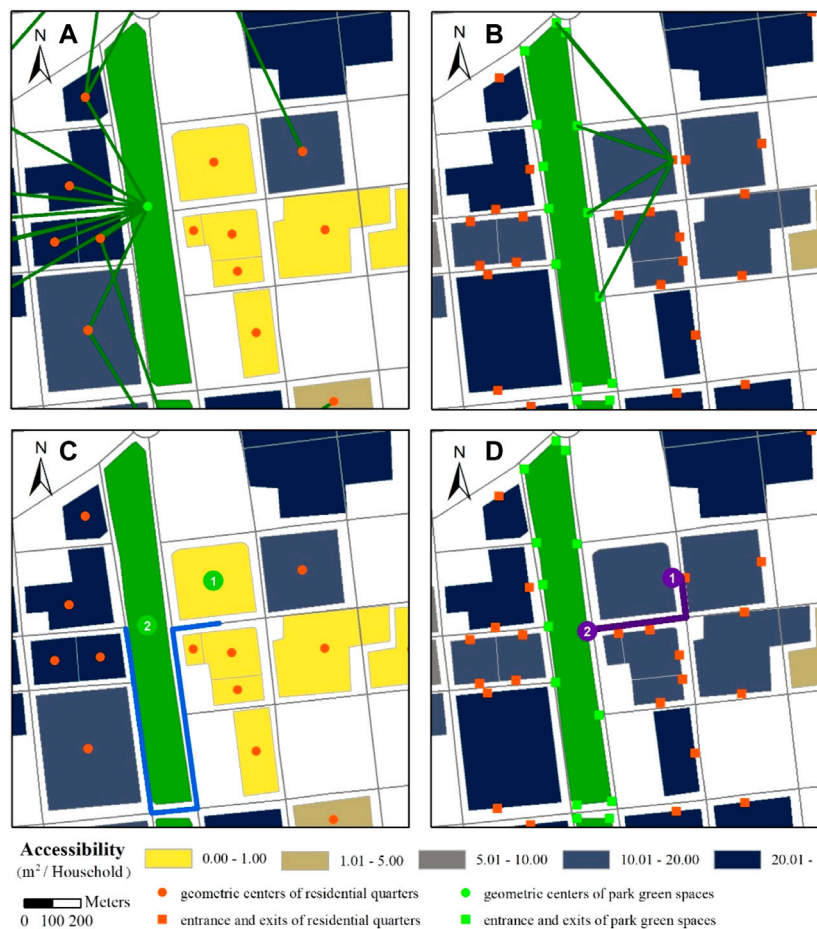 N
A
N
B
N
C
1
2
N
D
1
2
Accessibility
(m² / Household)
0.00 - 1.00
1.01 - 5.00
5.01 - 10.00
10.01 - 20.00
20.01 -
Meters
0 100 200
geometric centers of residential quarters
geometric centers of park green spaces
entrance and exits of residential quarters
entrance and exits of park green spaces